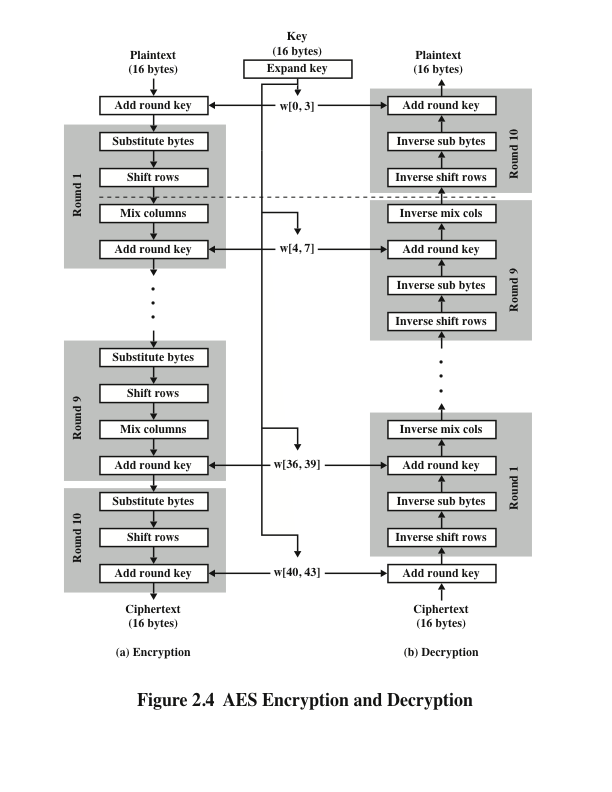 Key
(16 bytes)
Expand key
Plaintext
(16 bytes)
Add round key
Round 1
Substitute bytes
Shift rows
Mix columns
Add round key
Round 9
Substitute bytes
Shift rows
Mix columns
Add round key
Round 10
Substitute bytes
Shift rows
Add round key
Ciphertext
(16 bytes)
(a) Encryption
w[0, 3]
w[4, 7]
w[36, 39]
w[40, 43]
Plaintext
(16 bytes)
Add round key
Inverse sub bytes
Inverse shift rows
Round 10
Inverse mix cols
Add round key
Inverse sub bytes
Inverse shift rows
Round 9
Inverse mix cols
Add round key
Inverse sub bytes
Inverse shift rows
Round 1
Add round key
Ciphertext
(16 bytes)
(b) Decryption
Figure 2.4 AES Encryption and Decryption